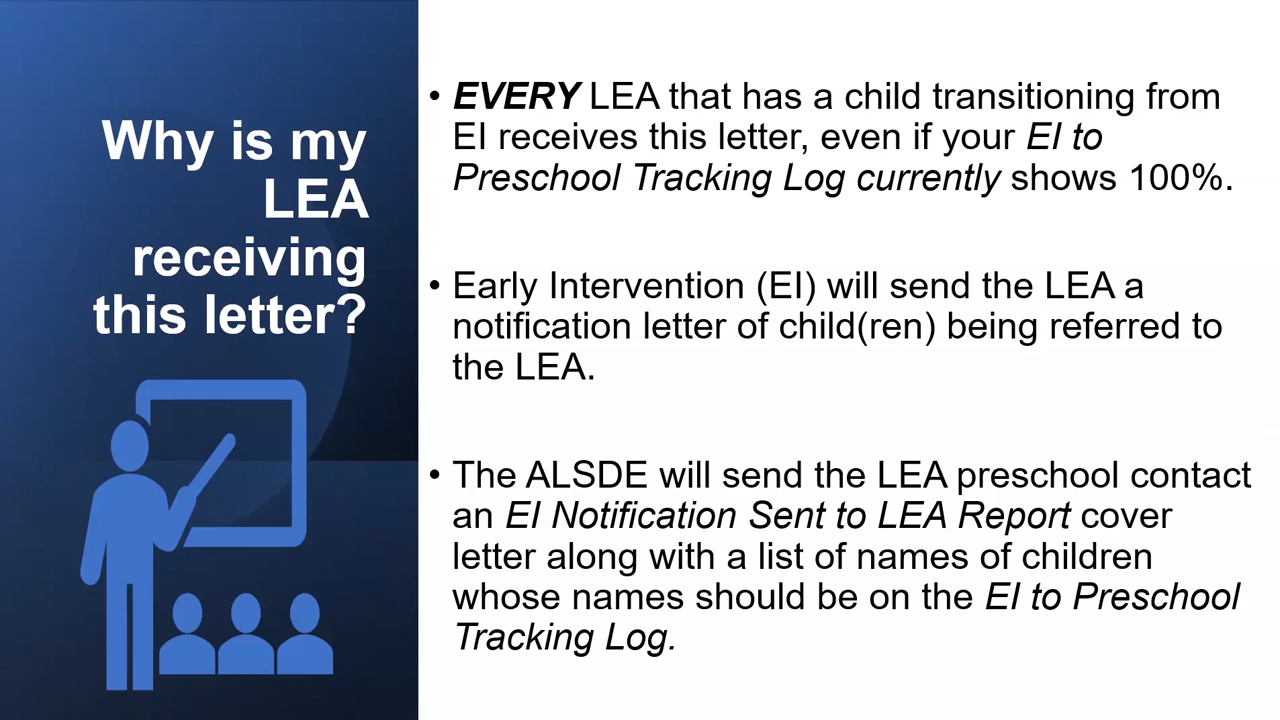 Why is my
LEA
receiving
this letter?
• EVERY LEA that has a child transitioning from
EI receives this letter, even if your EI to
Preschool Tracking Log currently shows 100%.
• Early Intervention (EI) will send the LEA a
notification letter of child(ren) being referred to
the LEA.
• The ALSDE will send the LEA preschool contact
an EI Notification Sent to LEA Report cover
letter along with a list of names of children
whose names should be on the EI to Preschool
Tracking Log.